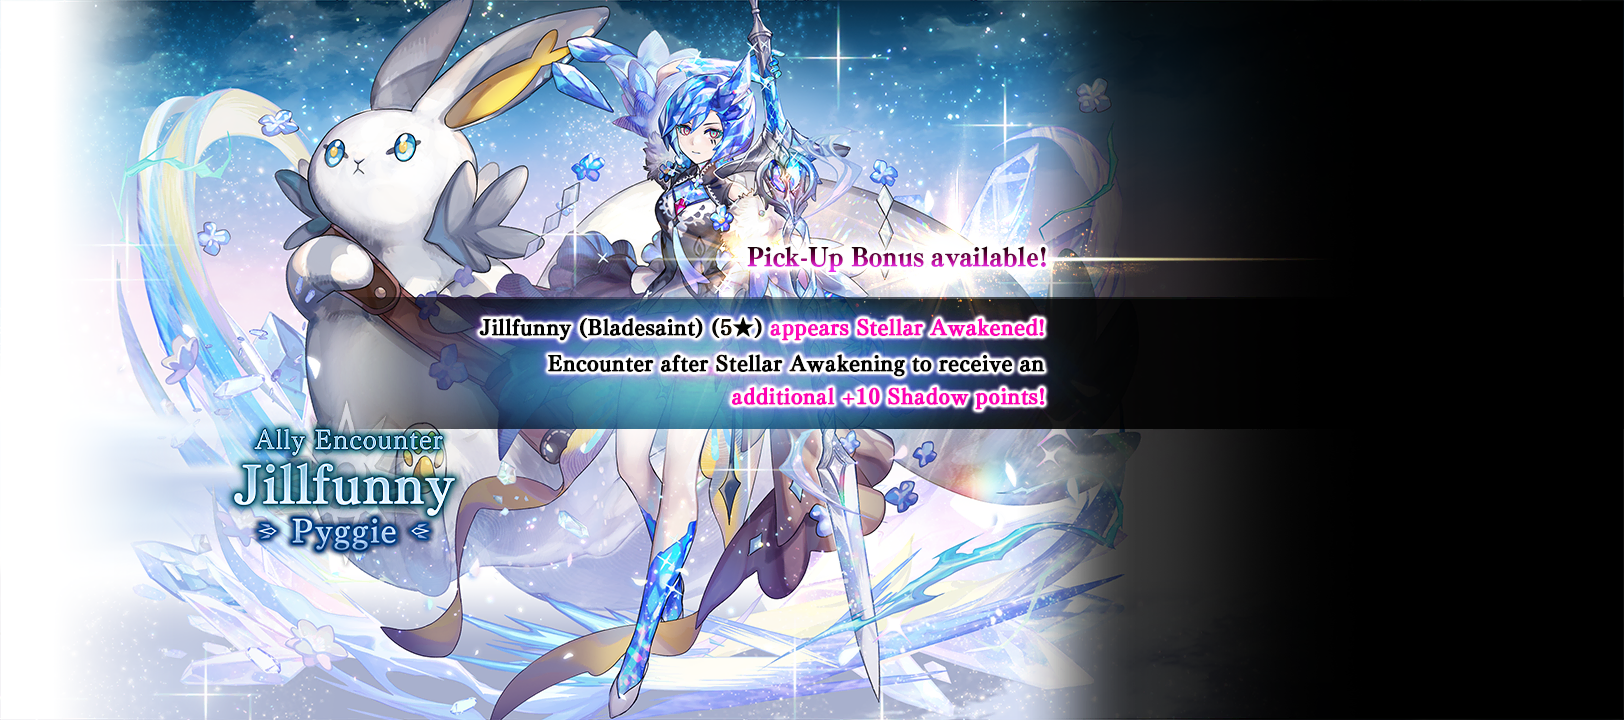 Pick-Up Bonus available!
Jillfunny (Bladesaint) (5★) appears Stellar Awakened!
Encounter after Stellar Awakening to receive an
additional +10 Shadow points!
Ally Encounter
Jillfunny
Pyggie